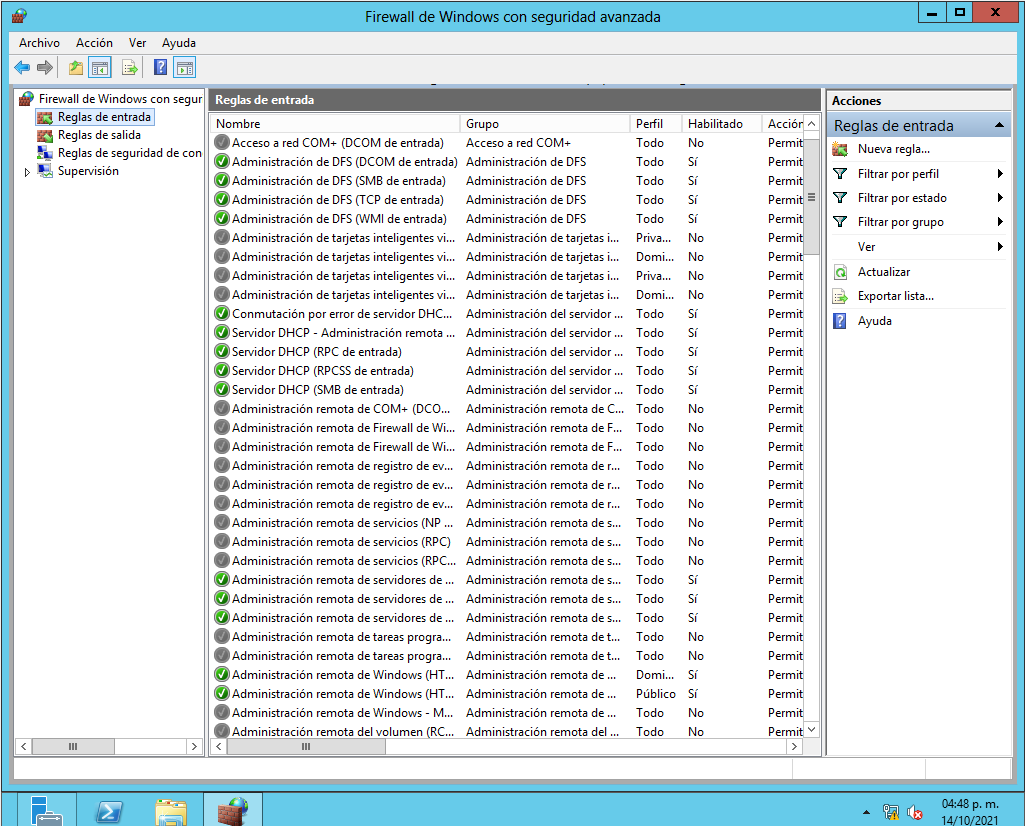 Firewall de Windows con seguridad avanzada
Archivo Acción Ver Ayuda
Firewall de Windows con segur
Reglas de entrada
Reglas de salida
Reglas de seguridad de con
Supervisión
Reglas de entrada
Nombre Grupo Perfil Habilitado Acción
Acceso a red COM+ (DCOM de entrada) Acceso a red COM+ Todo No Permit
Administración de DFS (DCOM de entrada) Administración de DFS Todo Sí Permit
Administración de DFS (SMB de entrada) Administración de DFS Todo Sí Permit
Administración de DFS (TCP de entrada) Administración de DFS Todo Sí Permit
Administración de DFS (WMI de entrada) Administración de DFS Todo Sí Permit
Administración de tarjetas inteligentes vi... Administración de tarjetas i... Priva... No Permit
Administración de tarjetas inteligentes vi... Administración de tarjetas i... Domi... No Permit
Administración de tarjetas inteligentes vi... Administración de tarjetas i... Priva... No Permit
Administración de tarjetas inteligentes vi... Administración de tarjetas i... Domi... No Permit
Conmutación por error de servidor DHC... Administración del servidor ... Todo Sí Permit
Servidor DHCP - Administración remota ... Administración del servidor ... Todo Sí Permit
Servidor DHCP (RPC de entrada) Administración del servidor ... Todo Sí Permit
Servidor DHCP (RPCSS de entrada) Administración del servidor ... Todo Sí Permit
Servidor DHCP (SMB de entrada) Administración del servidor ... Todo Sí Permit
Administración remota de COM+ (DCO... Administración remota de C... Todo No Permit
Administración remota de Firewall de Wi... Administración remota de F... Todo No Permit
Administración remota de Firewall de Wi... Administración remota de F... Todo No Permit
Administración remota de registro de ev... Administración remota de r... Todo No Permit
Administración remota de registro de ev... Administración remota de r... Todo No Permit
Administración remota de registro de ev... Administración remota de r... Todo No Permit
Administración remota de servicios (NP ... Administración remota de s... Todo No Permit
Administración remota de servicios (RPC) Administración remota de s... Todo No Permit
Administración remota de servicios (RPC... Administración remota de s... Todo No Permit
Administración remota de servidores de ... Administración remota de s... Todo Sí Permit
Administración remota de servidores de ... Administración remota de s... Todo Sí Permit
Administración remota de servidores de ... Administración remota de s... Todo Sí Permit
Administración remota de tareas progra... Administración remota de t... Todo No Permit
Administración remota de tareas progra... Administración remota de t... Todo No Permit
Administración remota de Windows (HT... Administración remota de ... Domi... Sí Permit
Administración remota de Windows (HT... Administración remota de ... Público Sí Permit
Administración remota de Windows - M... Administración remota de ... Todo No Permit
Administración remota del volumen (RC... Administración remota del ... Todo No Permit
Acciones
Reglas de entrada
Nueva regla...
Filtrar por perfil
Filtrar por estado
Filtrar por grupo
Ver
Actualizar
Exportar lista...
Ayuda
04:48 p. m.
14/10/2021